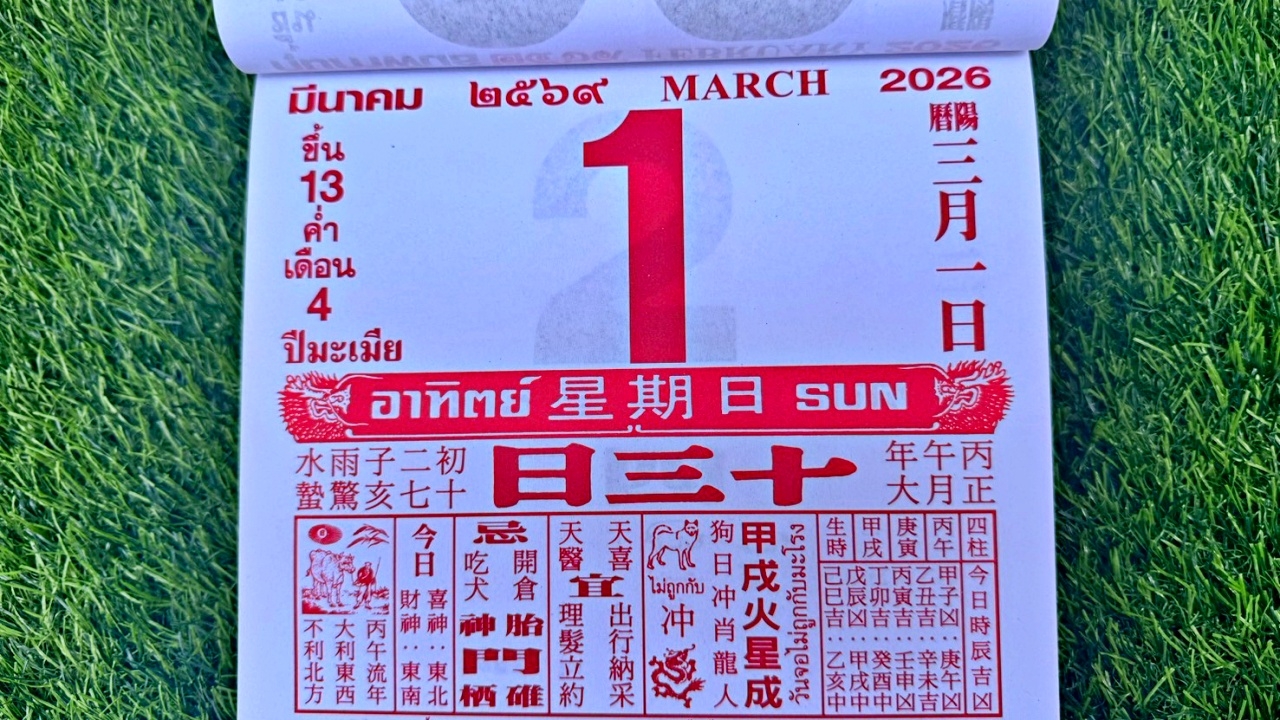 มีนาคม ๒๕๖๙ MARCH 2026
ขึ้น
13
ค่ำ
เดือน
4
ปีมะเมีย
1
陽曆
三月一日
อาทิตย์ 星期日 SUN
初二子雨水
十七亥驚蟄
十三日
丙午年
正月大
丙午流年
大利東西
不利北方
今日
喜神：東北
財神：東南
忌
開倉
吃犬
胎神
門
碓栖
天喜
天醫
宜
出行納采
理髮立約
ไม่ถูกกับ
冲
狗日冲肖龍人
甲戌火星成
วันจอไม่ถูกกับมะโรง
四柱
丙午
庚寅
甲戌
生時
今日時辰吉凶
甲子凶：庚午凶
乙丑凶：辛未吉
丙寅吉：壬申凶
丁卯吉：癸酉中
戊辰凶：甲戌中
己巳吉：乙亥中